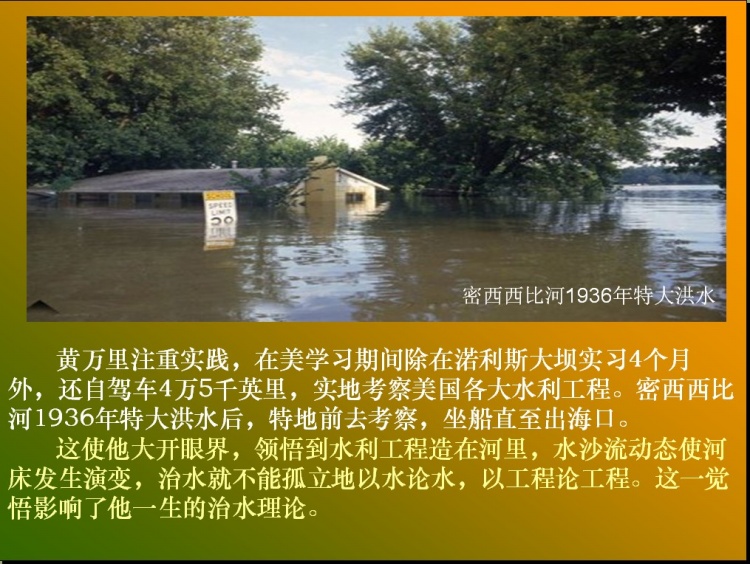 SCHOOL
SPEED
LIMIT
密西西比河1936年特大洪水
黄万里注重实践，在美学习期间除在渃利斯大坝实习4个月
外，还自驾车4万5千英里，实地考察美国各大水利工程。密西西比
河1936年特大洪水后，特地前去考察，坐船直至出海口。
这使他大开眼界，领悟到水利工程造在河里，水沙流动态使河
床发生演变，治水就不能孤立地以水论水，以工程论工程。这一觉
悟影响了他一生的治水理论。